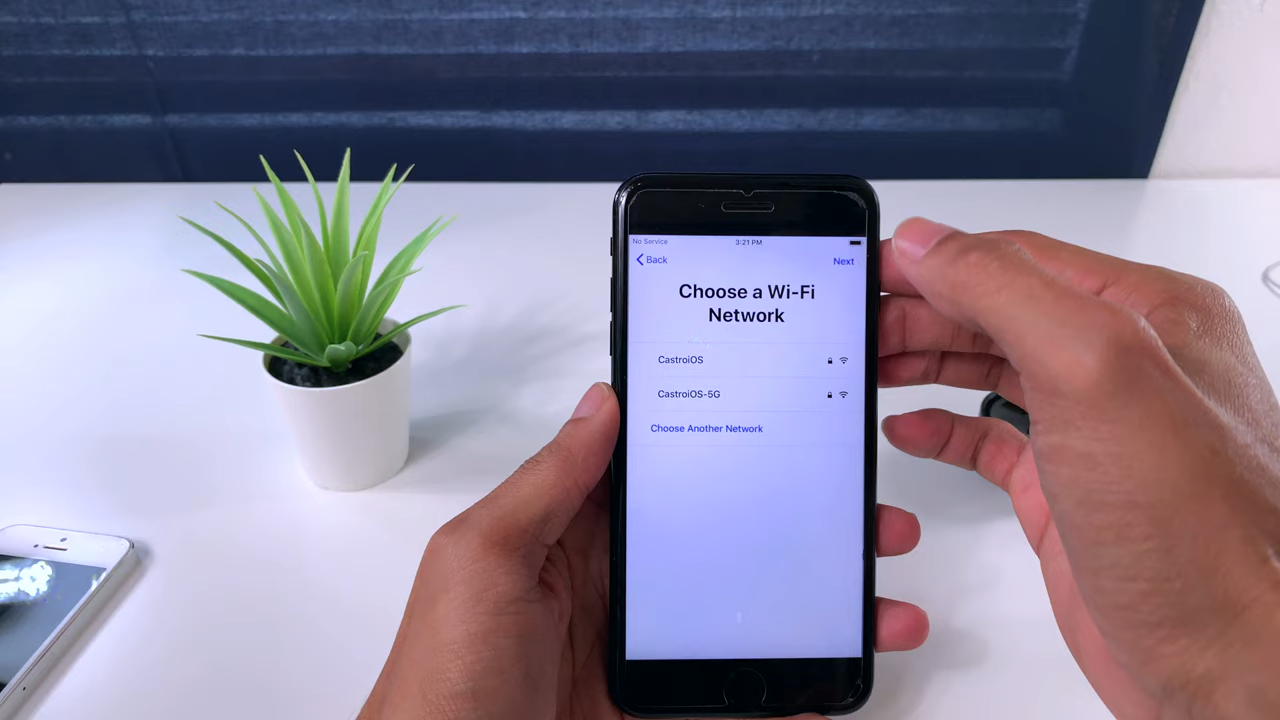 No Service 3:21 PM
Back Next
Choose a Wi-Fi
Network
CastroiOS
CastroiOS-5G
Choose Another Network